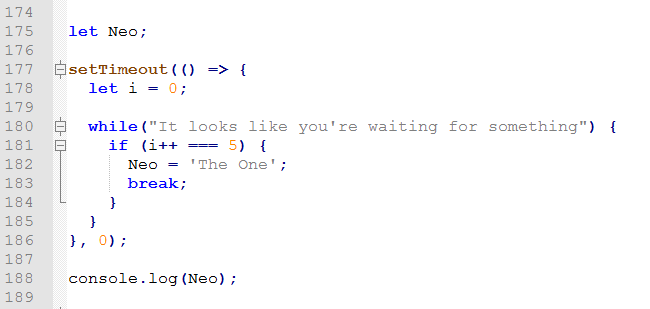 174
175 let Neo;
176
177 setTimeout(() => {
178 let i = 0;
179
180 while("It looks like you're waiting for something") {
181 if (i++ === 5) {
182 Neo = 'The One';
183 break;
184 }
185 }
186 }, 0);
187
188 console.log(Neo);
189